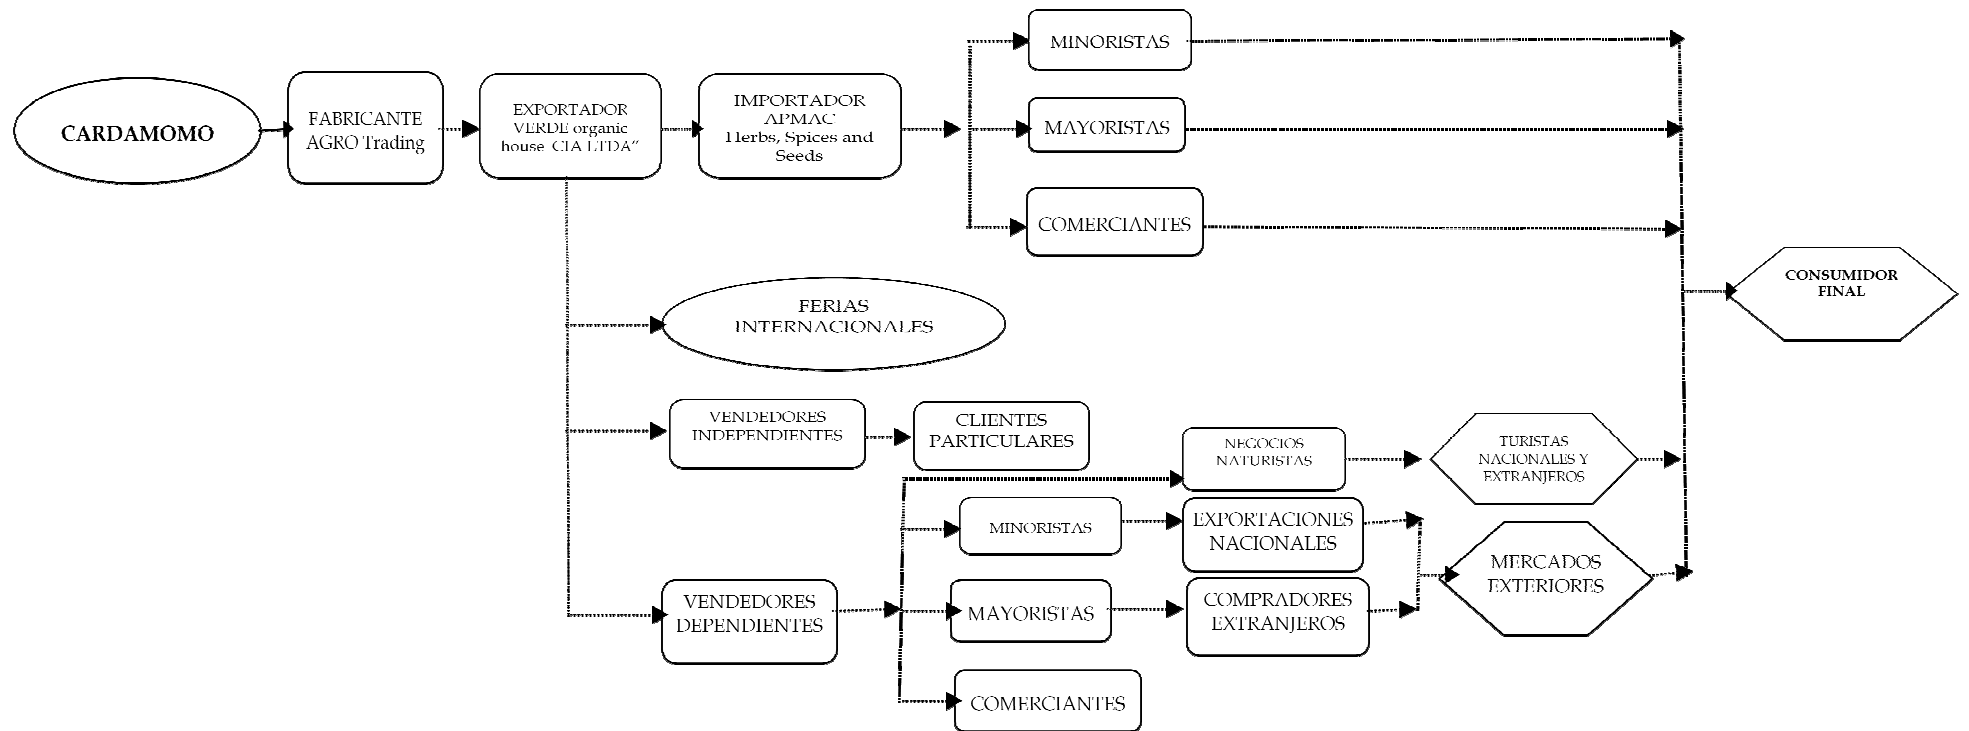 CARDAMOMO
FABRICANTE
AGRO Trading
EXPORTADOR
VERDE organic
house CIA LTDA”
IMPORTADOR
APMAC
Herbs, Spices and
Seeds
MINORISTAS
MAYORISTAS
COMERCIANTES
CONSUMIDOR
FINAL
FERIAS
INTERNACIONALES
VENDEDORES
INDEPENDIENTES
CLIENTES
PARTICULARES
NEGOCIOS
NATURISTAS
TURISTAS
NACIONALES Y
EXTRANJEROS
MINORISTAS
EXPORTACIONES
NACIONALES
MERCADOS
EXTERIORES
VENDEDORES
DEPENDIENTES
MAYORISTAS
COMPRADORES
EXTRANJEROS
COMERCIANTES